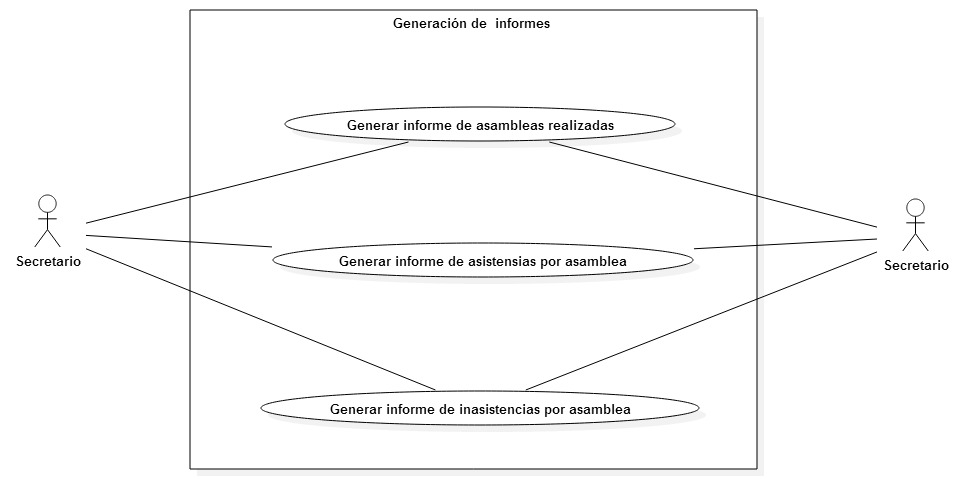 Generación de  informes
Generar informe de asambleas realizadas
Secretario
Generar informe de asistensias por asamblea
Secretario
Generar informe de inasistencias por asamblea